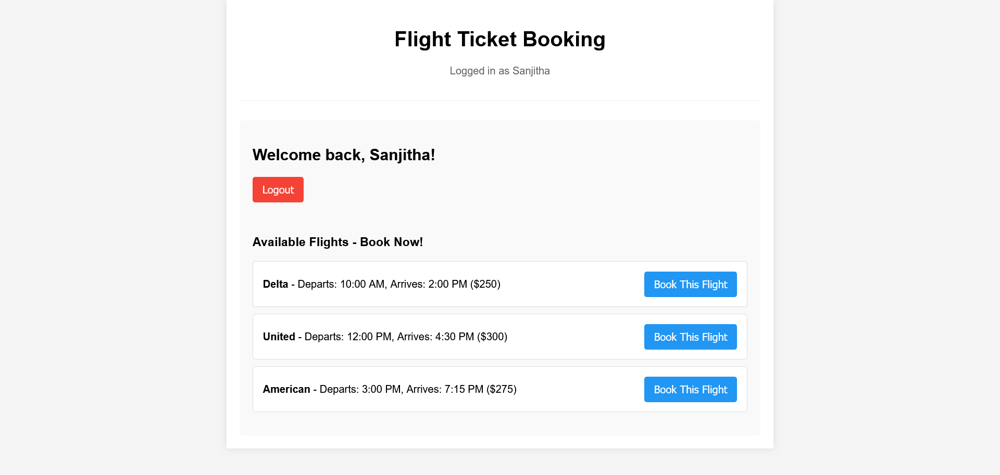 Flight Ticket Booking
Logged in as Sanjitha
Welcome back, Sanjitha!
Logout
Available Flights - Book Now!
Delta - Departs: 10:00 AM, Arrives: 2:00 PM ($250)
Book This Flight
United - Departs: 12:00 PM, Arrives: 4:30 PM ($300)
Book This Flight
American - Departs: 3:00 PM, Arrives: 7:15 PM ($275)
Book This Flight